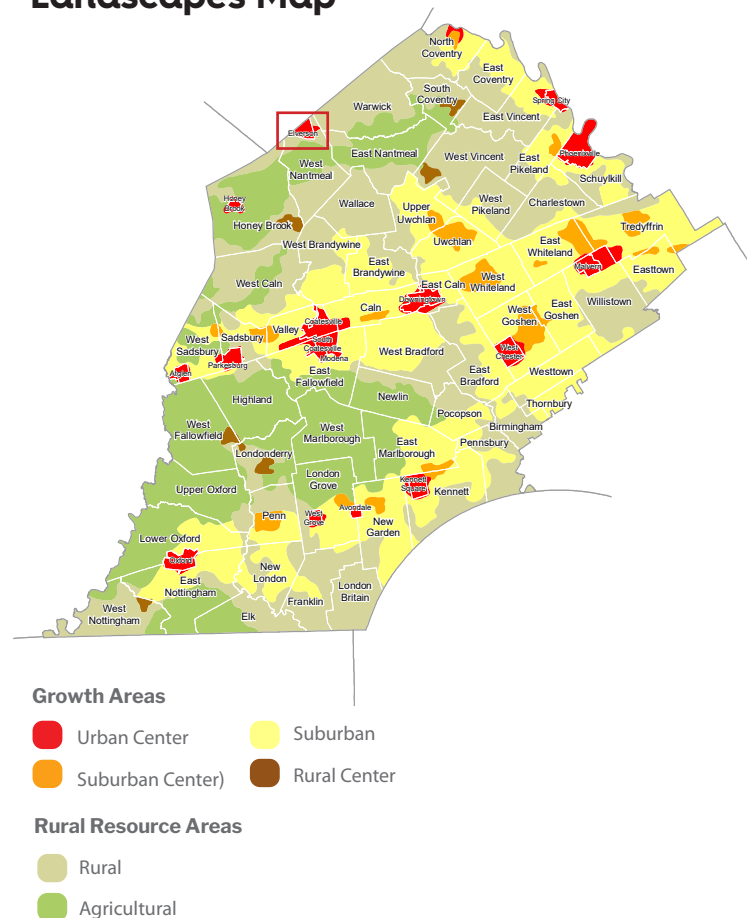 Landscapes Map
North
Coventry
East
Coventry
South
Coventry
Spring City
Warwick
East Vincent
Elverson
East Nantmeal
West Vincent
East
Pikeland
Phoenixville
West
Nantmeal
Schuylkill
Honey
Brook
Wallace
Upper
Uwchlan
West
Pikeland
Charlestown
Honey Brook
Tredyffrin
West Brandywine
Uwchlan
East
Whiteland
East
Brandywine
Malvern
Easttown
West Caln
East Caln
West
Whiteland
Downingtown
Willistown
Caln
West
Goshen
East
Goshen
Coatesville
Valley
Sadsbury
West
Sadsbury
South
Coatesville
Modena
West Bradford
West
Chester
Parkesburg
Atglen
East
Fallowfield
East
Bradford
Westtown
Highland
Newlin
Thornbury
Pocopson
Birmingham
West
Fallowfield
West
Marlborough
East
Marlborough
Pennsbury
Londonderry
London
Grove
Kennett
Square
Kennett
Upper Oxford
Penn
West
Grove
Avondale
New
Garden
Lower Oxford
Oxford
New
London
East
Nottingham
London
Britain
Franklin
West
Nottingham
Elk
Growth Areas
Urban Center
Suburban
Suburban Center)
Rural Center
Rural Resource Areas
Rural
Agricultural